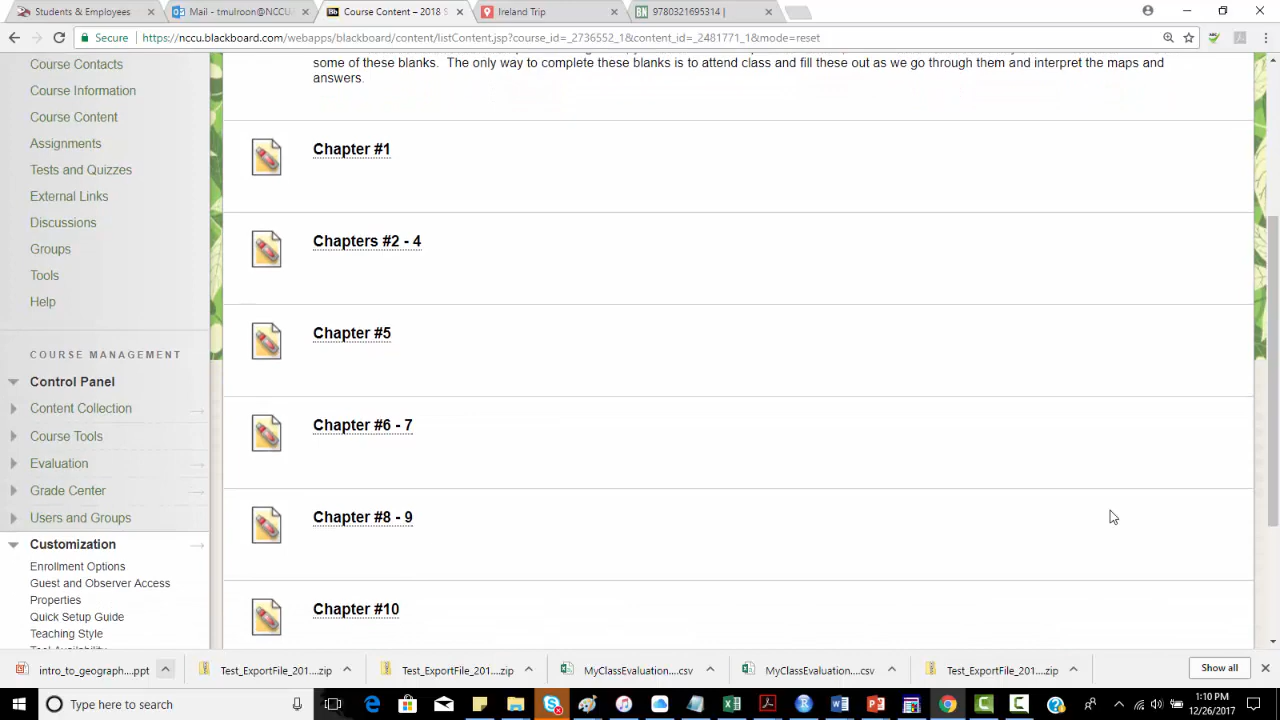 Students & Employees
Mail - tmulroon@NCCU
Course Content – 2018 S
Ireland Trip
9780321695314 |
Secure
https://nccu.blackboard.com/webapps/blackboard/content/listContent.jsp?course_id=_2736552_1&content_id=_2481771_1&mode=reset
some of these blanks. The only way to complete these blanks is to attend class and fill these out as we go through them and interpret the maps and
answers.
Course Contacts
Course Information
Course Content
Assignments
Tests and Quizzes
External Links
Discussions
Groups
Tools
Help
COURSE MANAGEMENT
Control Panel
Content Collection
Course Tools
Evaluation
Grade Center
Users and Groups
Customization
Enrollment Options
Guest and Observer Access
Properties
Quick Setup Guide
Teaching Style
Chapter #1
Chapters #2 - 4
Chapter #5
Chapter #6 - 7
Chapter #8 - 9
Chapter #10
intro_to_geograph....ppt
Test_ExportFile_201....zip
Test_ExportFile_201....zip
MyClassEvaluation....csv
MyClassEvaluation....csv
Test_ExportFile_201....zip
Show all
Type here to search
1:10 PM
12/26/2017